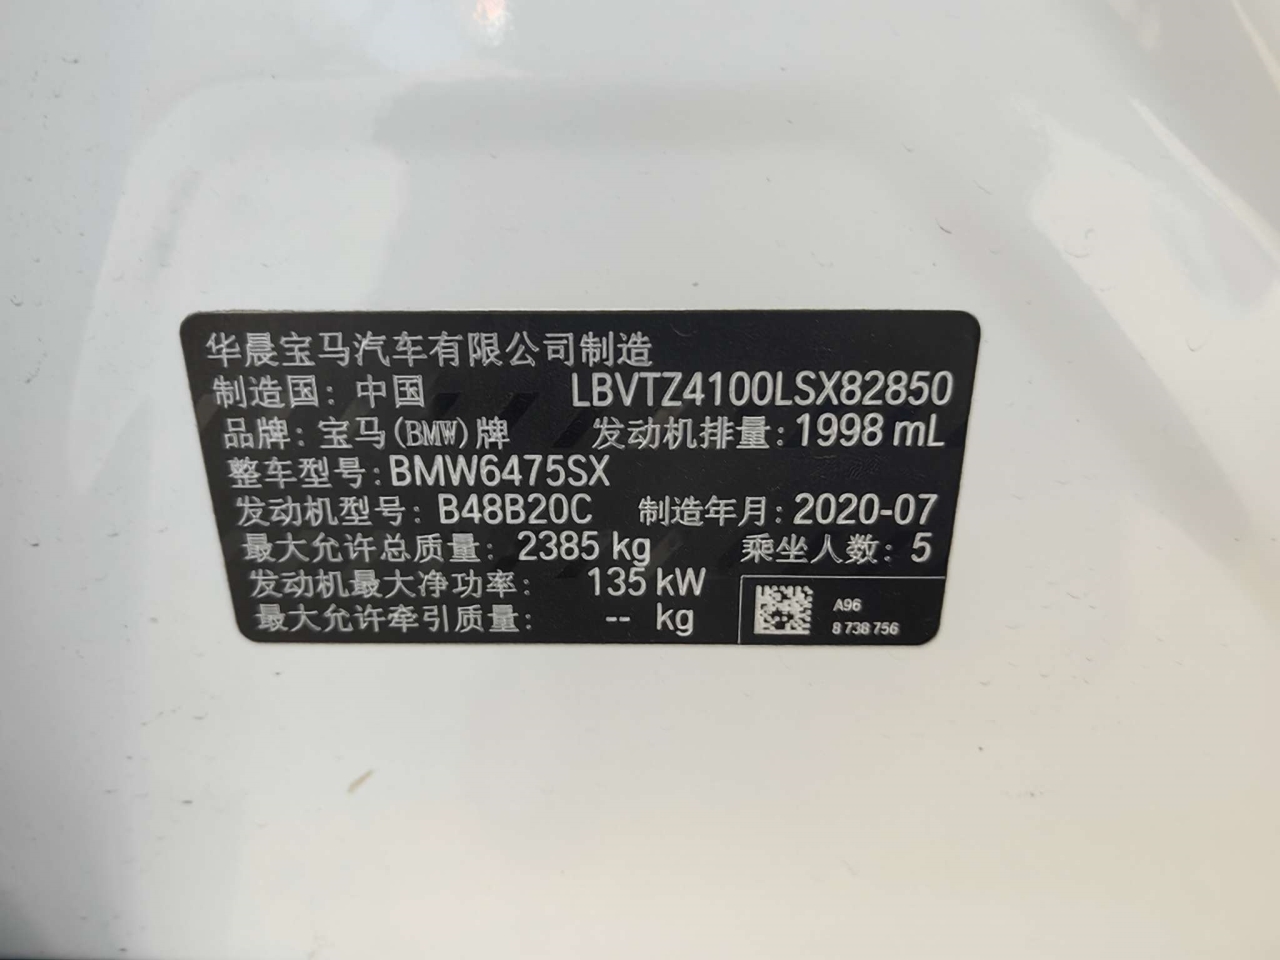 华晨宝马汽车有限公司制造
制造国：中国 LBVTZ4100LSX82850
品牌：宝马(BMW)牌 发动机排量：1998 mL
整车型号：BMW6475SX
发动机型号：B48B20C 制造年月：2020-07
最大允许总质量：2385 kg 乘坐人数：5
发动机最大净功率：135 kW
最大允许牵引质量：-- kg
A96
8 738 756